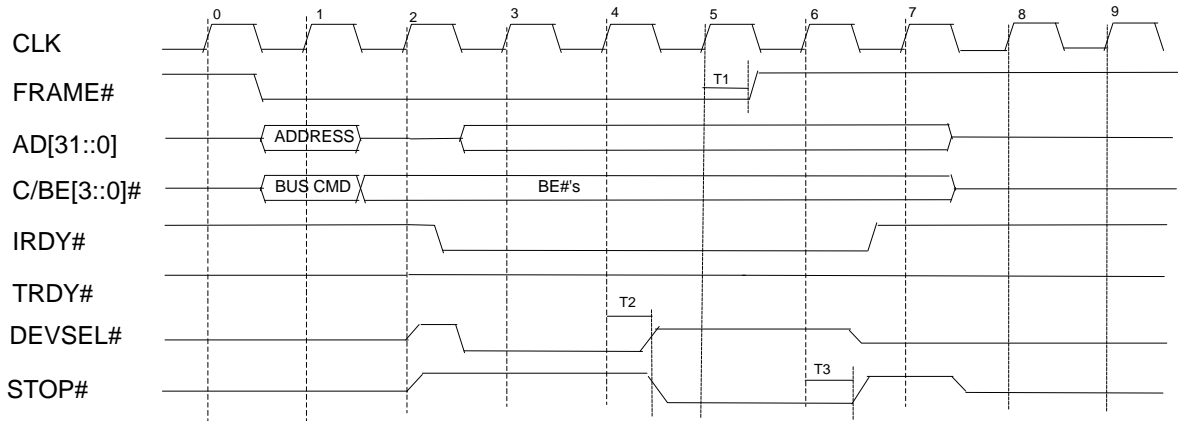 0 1 2 3 4 5 6 7 8 9
CLK
FRAME#
T1
AD[31::0]
ADDRESS
C/BE[3::0]#
BUS CMD
BE#'s
IRDY#
TRDY#
T2
DEVSEL#
T3
STOP#